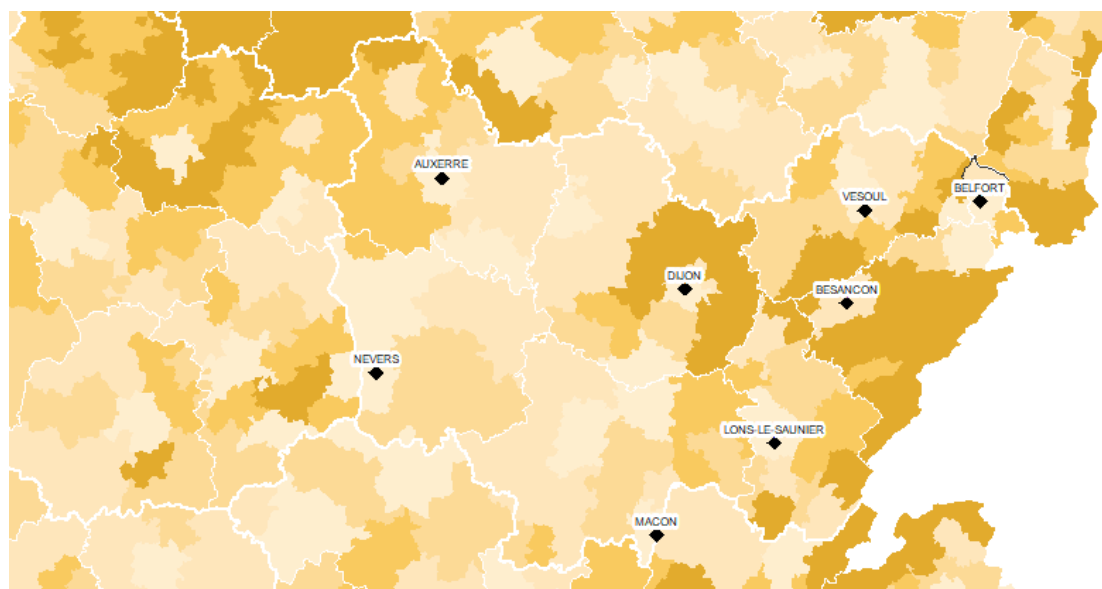 AUXERRE
BELFORT
VESOUL
DIJON
BESANCON
NEVERS
LONS-LE-SAUNIER
MACON